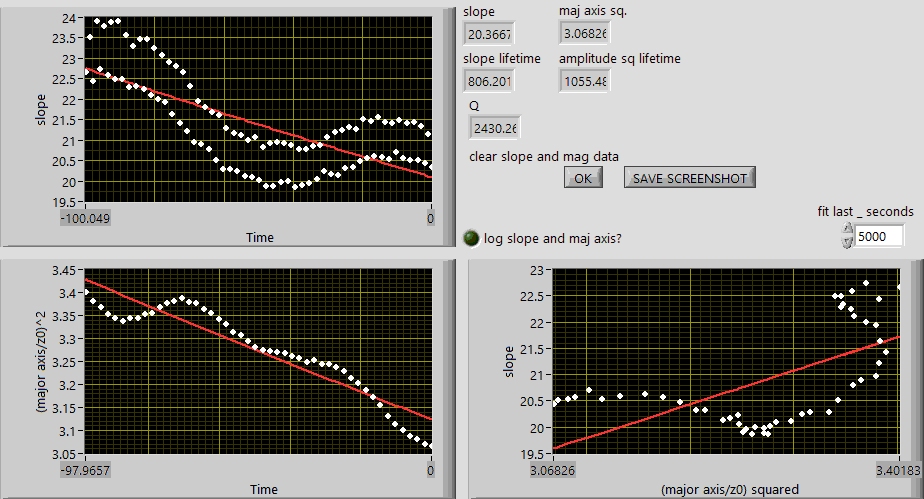 24
23.5
23
22.5
22
21.5
21
20.5
20
19.5
slope
-100.049
0
Time
slope
maj axis sq.
20.3667
3.06826
slope lifetime
amplitude sq lifetime
806.201
1055.48
Q
2430.26
clear slope and mag data
OK
SAVE SCREENSHOT
fit last _ seconds
5000
log slope and maj axis?
3.45
3.4
3.35
3.3
3.25
3.2
3.15
3.1
3.05
(major axis/z0)^2
-97.9657
0
Time
23
22.5
22
21.5
21
20.5
20
19.5
slope
3.06826
3.40183
(major axis/z0) squared